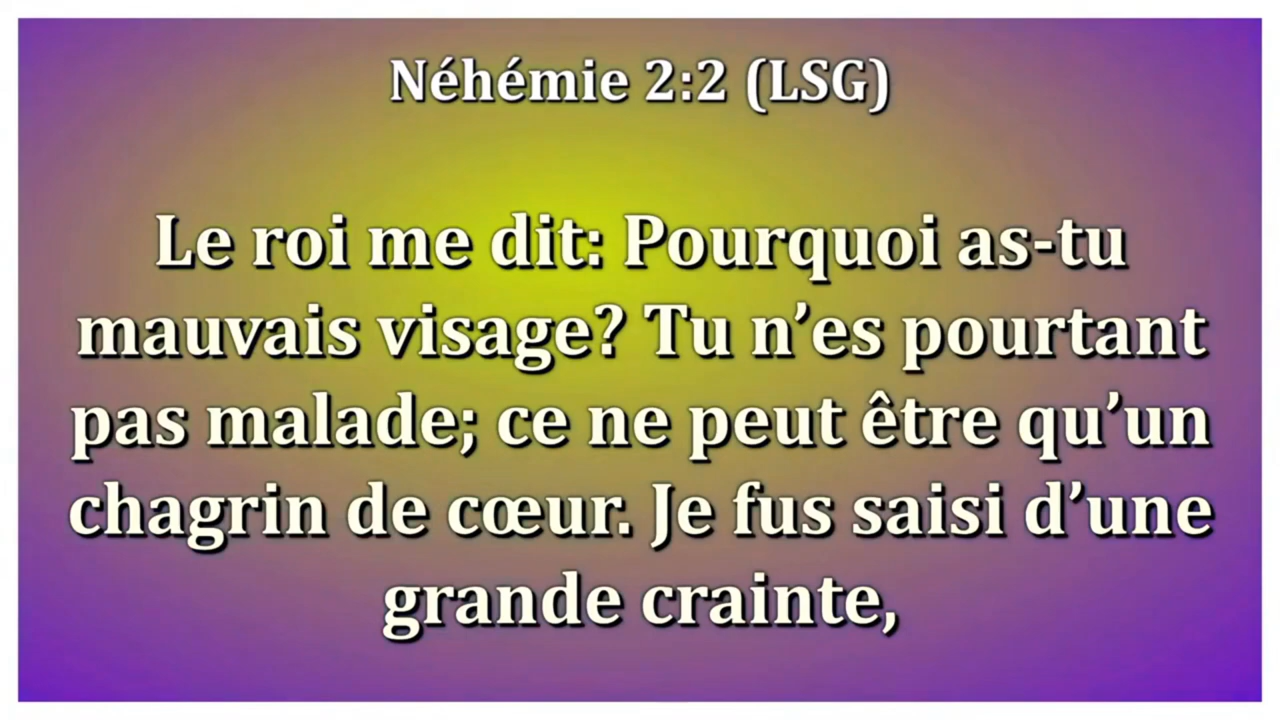 Néhémie 2:2 (LSG)
Le roi me dit: Pourquoi as-tu
mauvais visage? Tu n’es pourtant
pas malade; ce ne peut être qu’un
chagrin de cœur. Je fus saisi d’une
grande crainte,